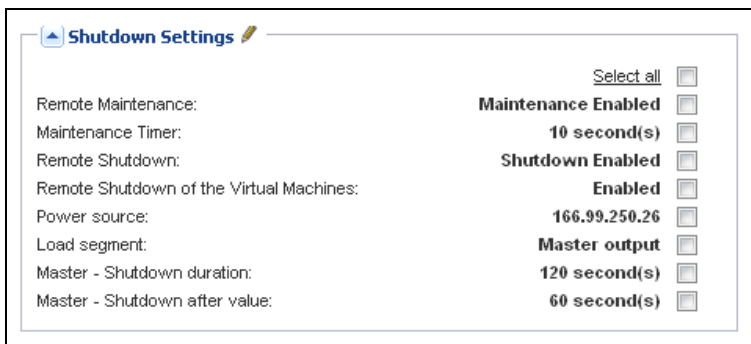 Shutdown Settings
Select all
Remote Maintenance: Maintenance Enabled
Maintenance Timer: 10 second(s)
Remote Shutdown: Shutdown Enabled
Remote Shutdown of the Virtual Machines: Enabled
Power source: 166.99.250.26
Load segment: Master output
Master - Shutdown duration: 120 second(s)
Master - Shutdown after value: 60 second(s)